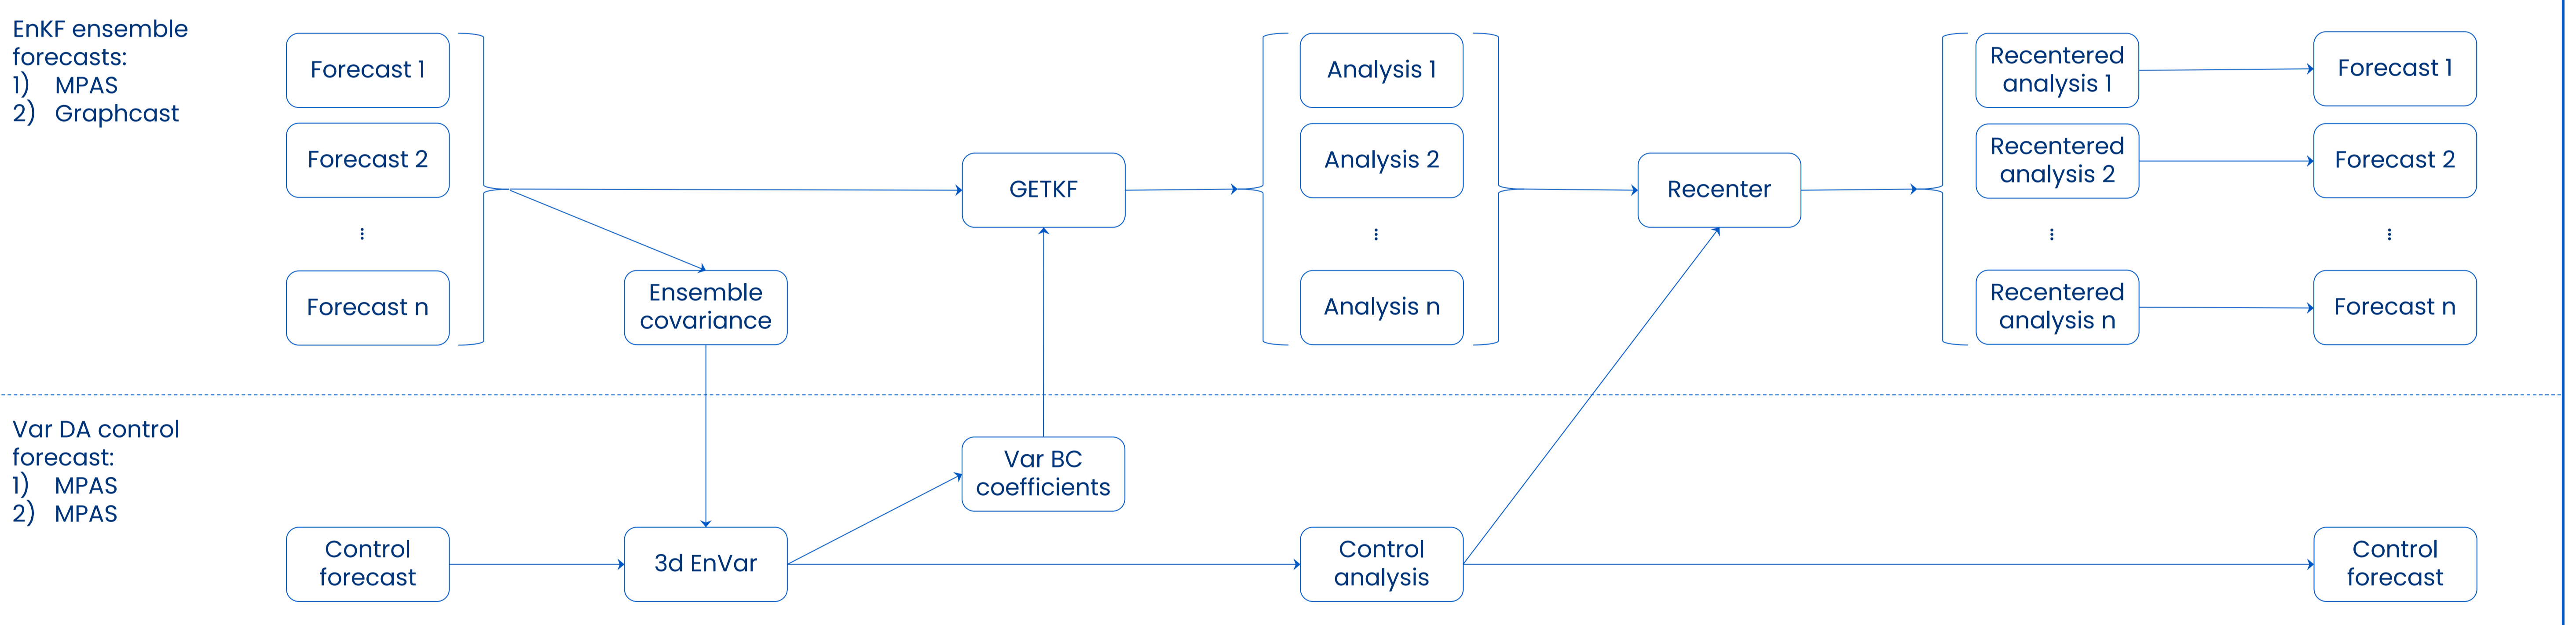 EnKF ensemble
forecasts:
1) MPAS
2) Graphcast
Forecast 1
Forecast 2
⋮
Forecast n
Ensemble
covariance
GETKF
Analysis 1
Analysis 2
⋮
Analysis n
Recenter
Recentered
analysis 1
Recentered
analysis 2
⋮
Recentered
analysis n
Forecast 1
Forecast 2
⋮
Forecast n
Var DA control
forecast:
1) MPAS
2) MPAS
Control
forecast
3d EnVar
Var BC
coefficients
Control
analysis
Control
forecast